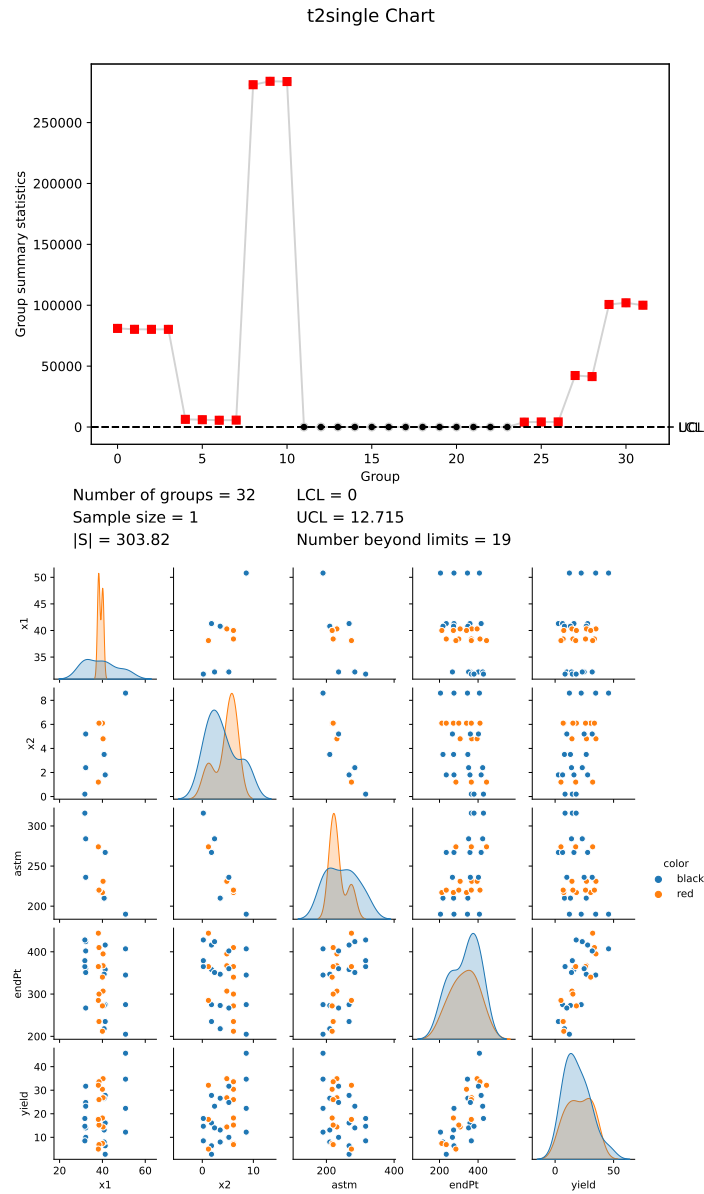 t2single Chart
Group summary statistics
250000
200000
150000
100000
50000
0
UCL
0 5 10 15 20 25 30
Group
Number of groups = 32 LCL = 0
Sample size = 1 UCL = 12.715
|S| = 303.82 Number beyond limits = 19
x1
50
45
40
35
x2
8
6
4
2
0
astm
300
250
200
color
black
red
endPt
400
300
200
yield
40
30
20
10
20 40 60 0 10 200 300 400 200 400 0 50
x1 x2 astm endPt yield